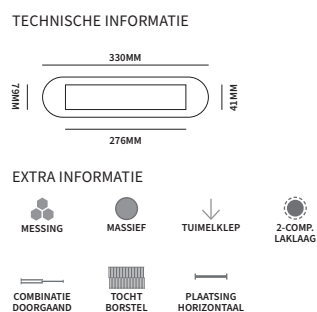 TECHNISCHE INFORMATIE
330MM
79MM
41MM
276MM
EXTRA INFORMATIE
MESSING
MASSIEF
TUIMELKLEP
2-COMP.
LAKLAAG
COMBINATIE
DOORGAAND
TOCHT
BORSTEL
PLAATSING
HORIZONTAAL